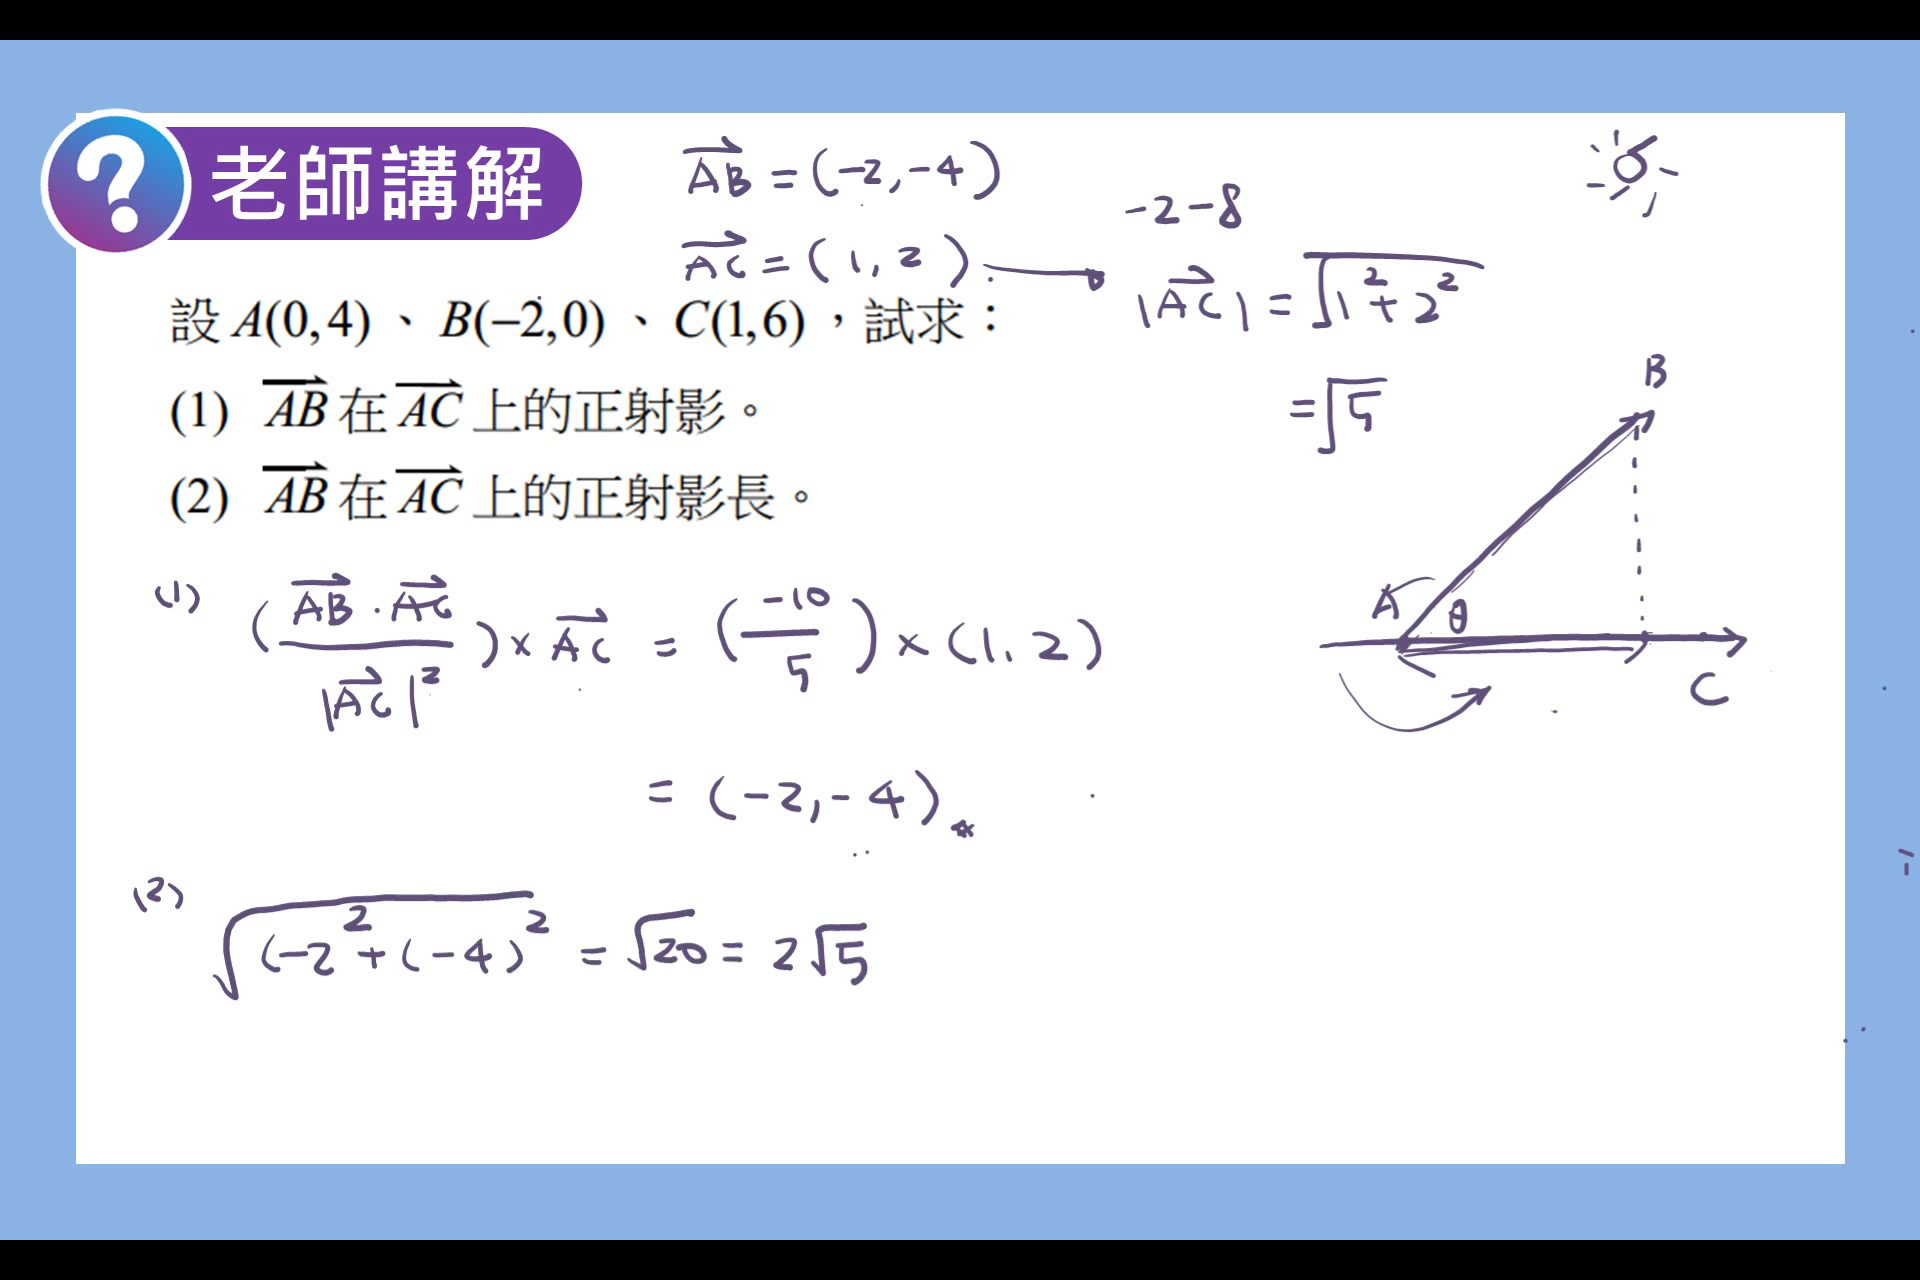 老師講解
AB = (-2, -4)
AC = (1, 2)
-2-8
|AC| = √1²+2²
= √5
設 A(0,4) 、 B(−2,0) 、 C(1,6) ,試求:
(1) AB 在 AC 上的正射影。
(2) AB 在 AC 上的正射影長。
B
A
θ
C
(1) (AB·AC / |AC|²) × AC = (-10/5) × (1, 2)
= (-2, -4)
(2) √(-2²+(-4)² = √20 = 2√5